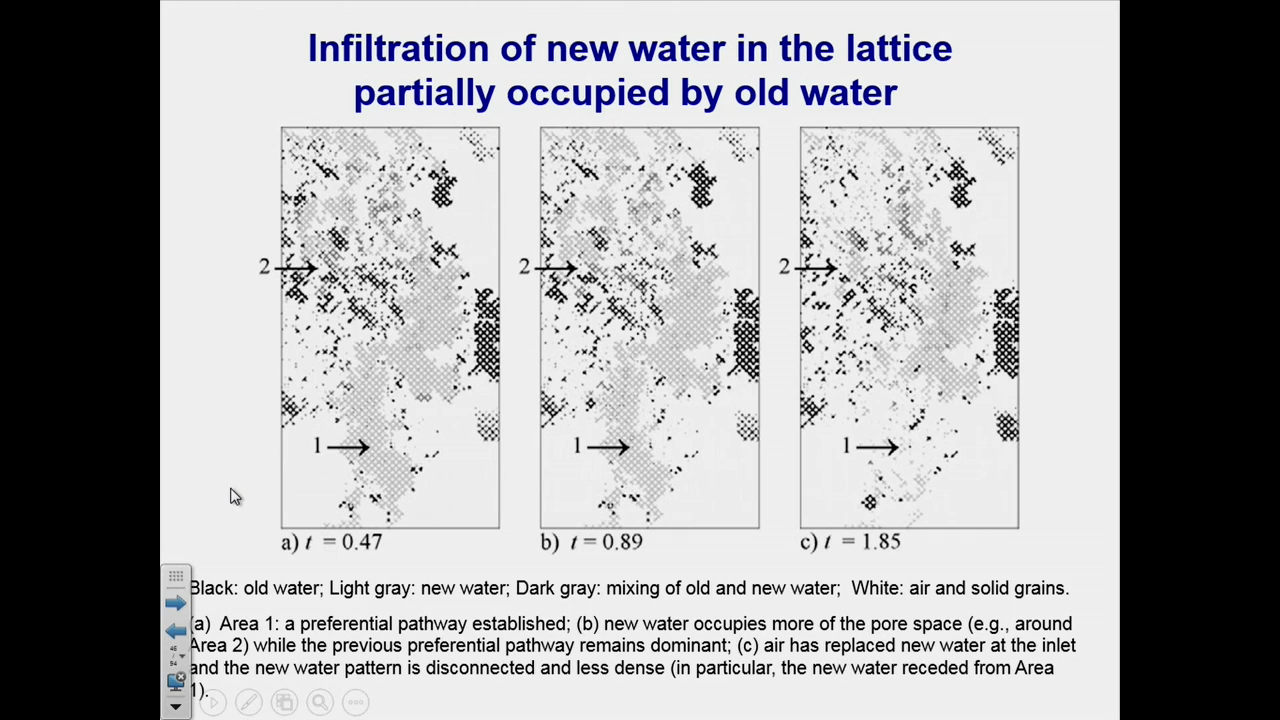 Infiltration of new water in the lattice
partially occupied by old water
2
2
2
1
1
1
a) t = 0.47
b) t = 0.89
c) t = 1.85
Black: old water; Light gray: new water; Dark gray: mixing of old and new water; White: air and solid grains.
(a) Area 1: a preferential pathway established; (b) new water occupies more of the pore space (e.g., around
Area 2) while the previous preferential pathway remains dominant; (c) air has replaced new water at the inlet
and the new water pattern is disconnected and less dense (in particular, the new water receded from Area
1).
46
/
94